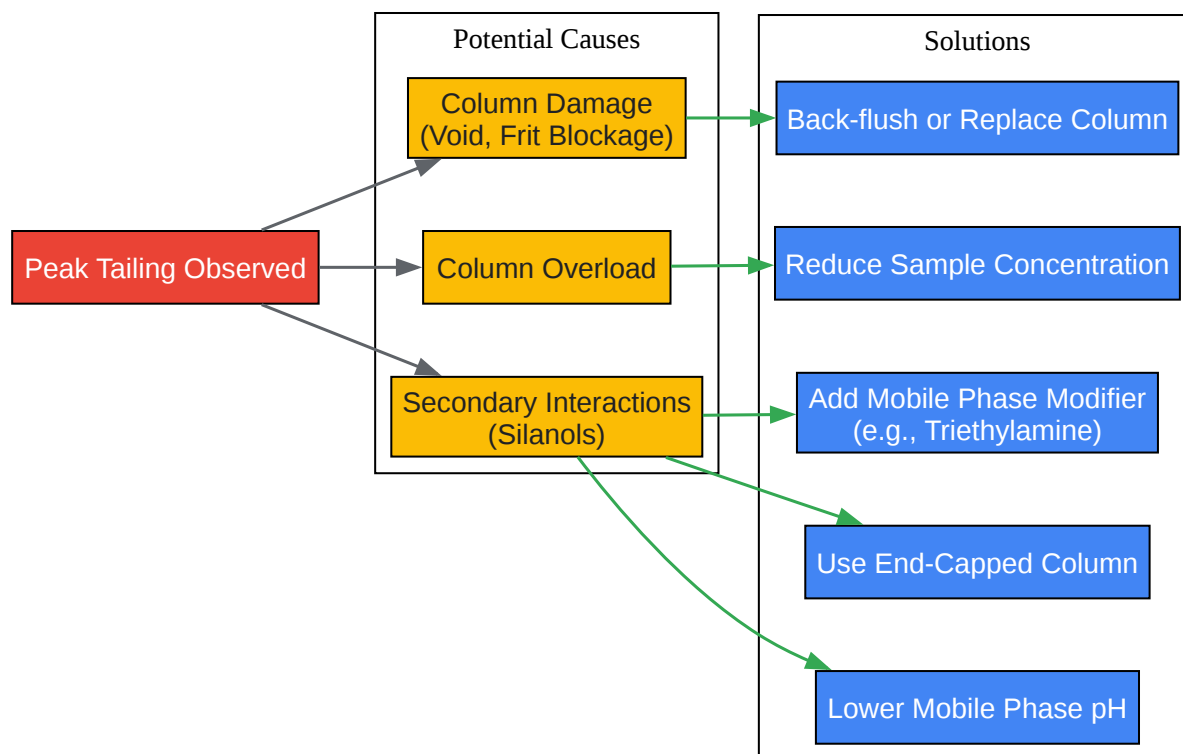 Potential Causes
Solutions
Column Damage
(Void, Frit Blockage)
Back-flush or Replace Column
Peak Tailing Observed
Column Overload
Reduce Sample Concentration
Secondary Interactions
(Silanols)
Add Mobile Phase Modifier
(e.g., Triethylamine)
Use End-Capped Column
Lower Mobile Phase pH